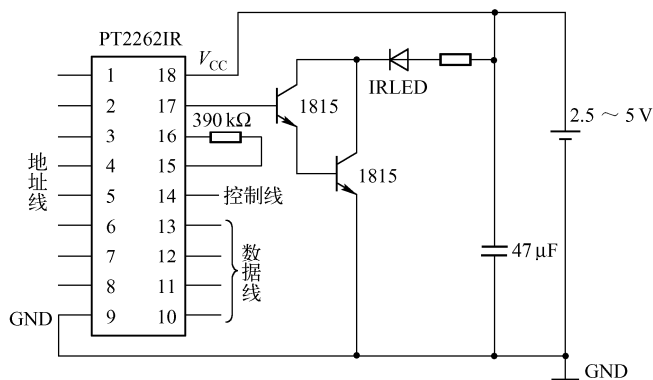 PT2262IR
V_CC
1 18
2 17
3 16
4 15
5 14
6 13
7 12
8 11
9 10
地址线
GND
390 kΩ
控制线
数据线
1815
1815
IRLED
2.5 ～ 5 V
47 μF
GND